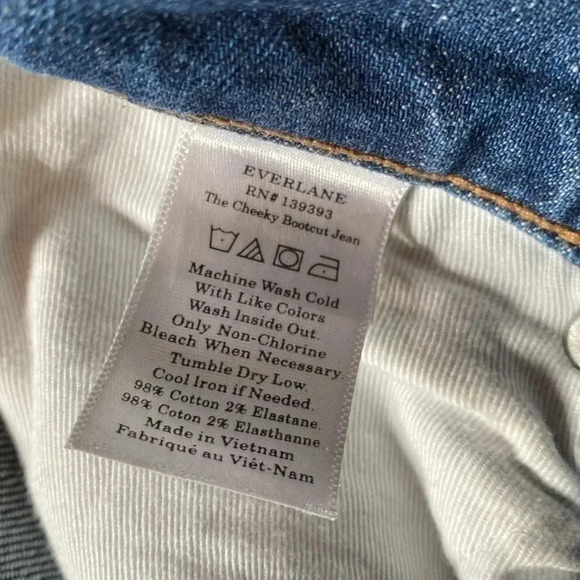 EVERLANE
RN# 139393
The Cheeky Bootcut Jean
Machine Wash Cold
With Like Colors
Wash Inside Out.
Only Non-Chlorine
Bleach When Necessary.
Tumble Dry Low.
Cool Iron if Needed.
98% Cotton 2% Elastane.
98% Coton 2% Elasthanne.
Made in Vietnam
Fabriqué au Viêt-Nam